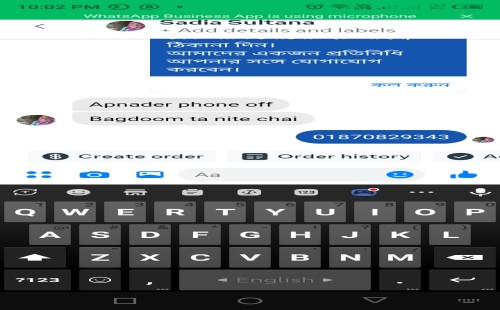 10:02 PM
WhatsApp Business App is using microphone
Sadia Sultana
+ Add details and labels
ঠিকানা দিন।
আমাদের একজন প্রতিনিধি
আপনার সঙ্গে যোগাযোগ
করবেন।
কল করুন
Apnader phone off
Bagdoom ta nite chai
01870829343
Create order
Order history
Aa
Q W E R T Y U I O P
A S D F G H J K L
Z X C V B N M
?123 , English .